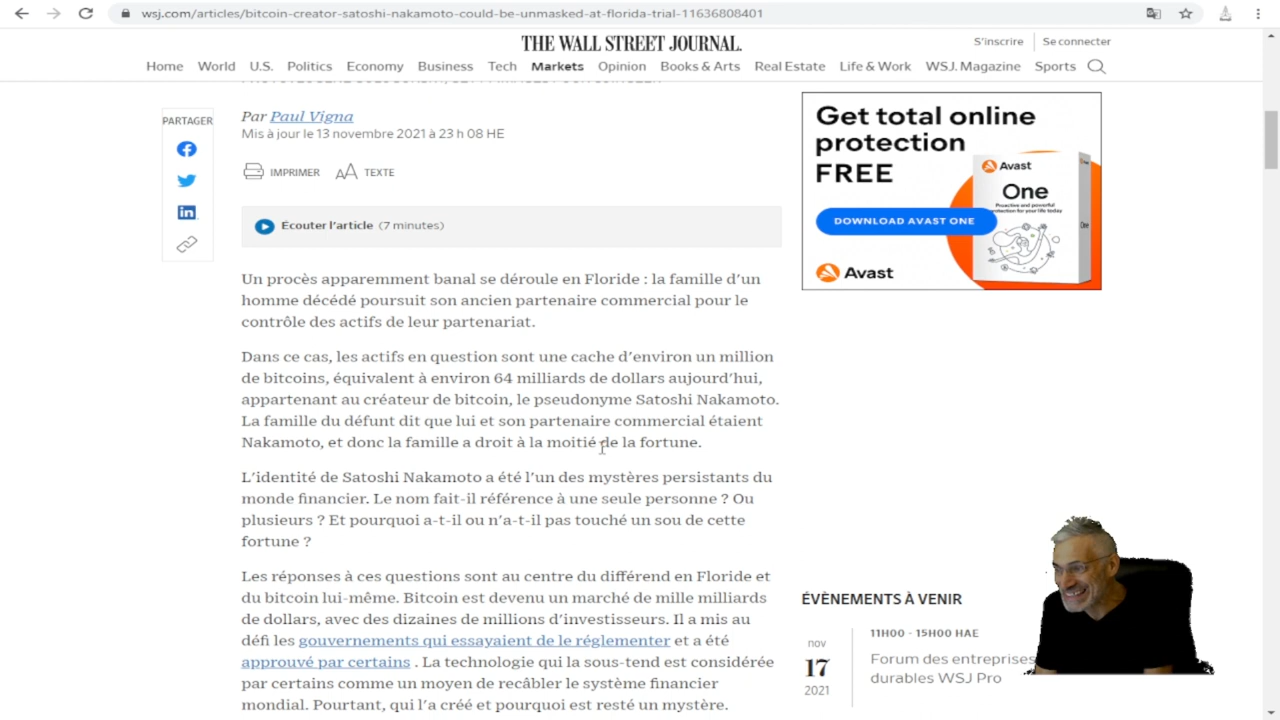 wsj.com/articles/bitcoin-creator-satoshi-nakamoto-could-be-unmasked-at-florida-trial-11636808401
THE WALL STREET JOURNAL.
S'inscrire
Se connecter
Home World U.S. Politics Economy Business Tech Markets Opinion Books & Arts Real Estate Life & Work WSJ. Magazine Sports
PARTAGER
Par Paul Vigna
Mis à jour le 13 novembre 2021 à 23 h 08 HE
IMPRIMER AA TEXTE
Écouter l'article (7 minutes)
Un procès apparemment banal se déroule en Floride : la famille d'un
homme décédé poursuit son ancien partenaire commercial pour le
contrôle des actifs de leur partenariat.
Dans ce cas, les actifs en question sont une cache d'environ un million
de bitcoins, équivalent à environ 64 milliards de dollars aujourd'hui,
appartenant au créateur de bitcoin, le pseudonyme Satoshi Nakamoto.
La famille du défunt dit que lui et son partenaire commercial étaient
Nakamoto, et donc la famille a droit à la moitié de la fortune.
L'identité de Satoshi Nakamoto a été l'un des mystères persistants du
monde financier. Le nom fait-il référence à une seule personne ? Ou
plusieurs ? Et pourquoi a-t-il ou n'a-t-il pas touché un sou de cette
fortune ?
Les réponses à ces questions sont au centre du différend en Floride et
du bitcoin lui-même. Bitcoin est devenu un marché de mille milliards
de dollars, avec des dizaines de millions d'investisseurs. Il a mis au
défi les gouvernements qui essayaient de le réglementer et a été
approuvé par certains . La technologie qui la sous-tend est considérée
par certains comme un moyen de recâbler le système financier
mondial. Pourtant, qui l'a créé et pourquoi est resté un mystère.
Get total online
protection
FREE
DOWNLOAD AVAST ONE
Avast
Avast
One
Proactive and powerful
protection for your life today
One
ÉVÈNEMENTS À VENIR
nov
17
2021
11H00 - 15H00 HAE
Forum des entreprises
durables WSJ Pro